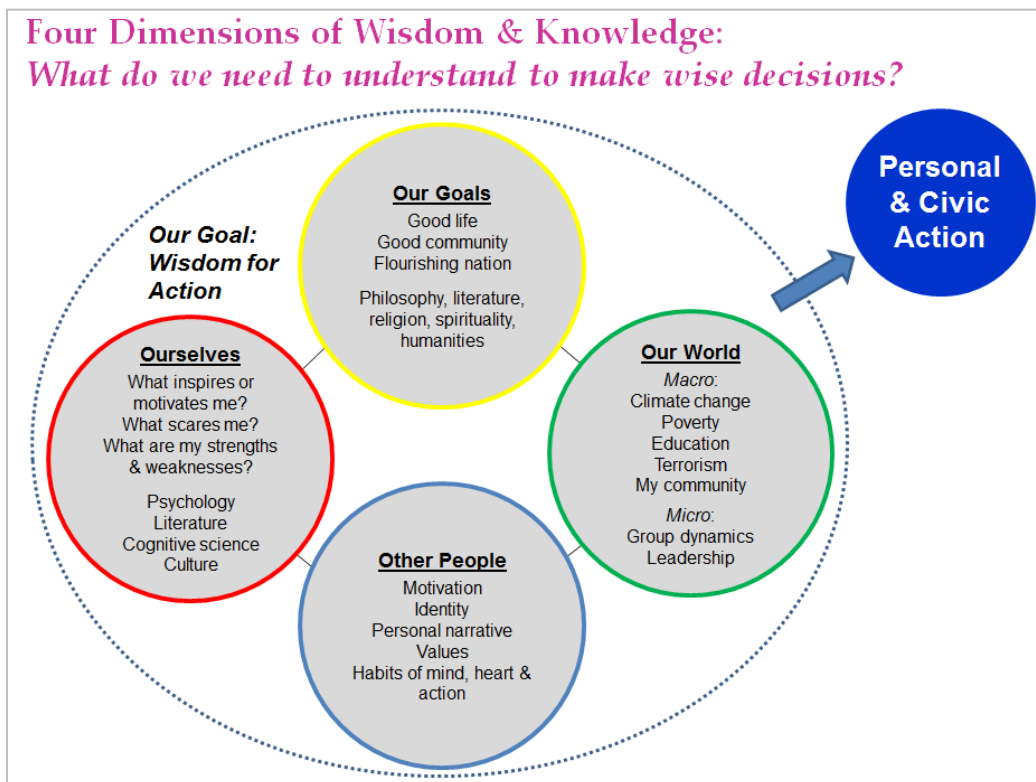 Four Dimensions of Wisdom & Knowledge:
What do we need to understand to make wise decisions?
Personal
& Civic
Action
Our Goal:
Wisdom for
Action
Our Goals
Good life
Good community
Flourishing nation
Philosophy, literature,
religion, spirituality,
humanities
Ourselves
What inspires or
motivates me?
What scares me?
What are my strengths
& weaknesses?
Psychology
Literature
Cognitive science
Culture
Our World
Macro:
Climate change
Poverty
Education
Terrorism
My community
Micro:
Group dynamics
Leadership
Other People
Motivation
Identity
Personal narrative
Values
Habits of mind, heart &
action